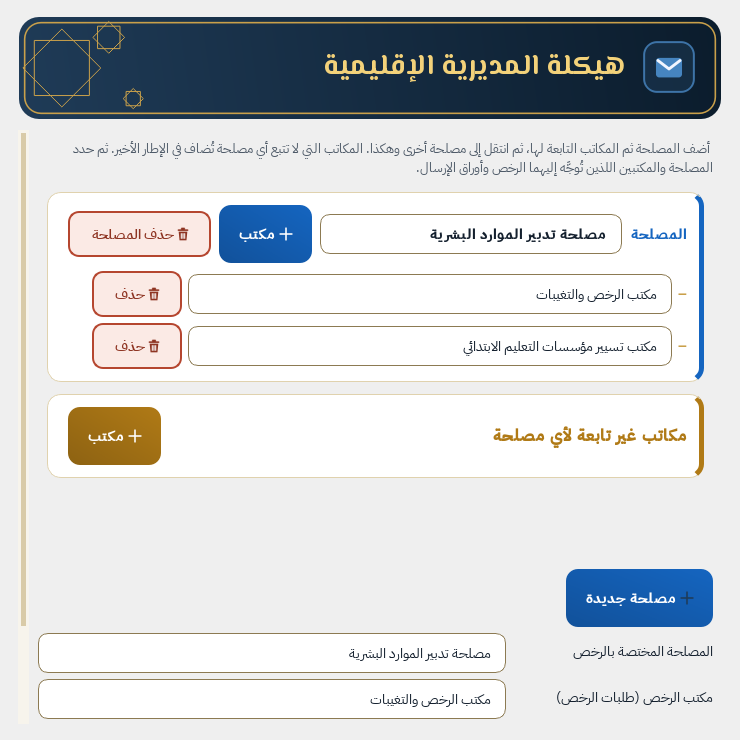 هيكلة المديرية الإقليمية
أضف المصلحة ثم المكاتب التابعة لها، ثم انتقل إلى مصلحة أخرى وهكذا. المكاتب التي لا تتبع أي مصلحة تُضاف في الإطار الأخير. ثم حدد
المصلحة والمكتبين اللذين تُوجَّه إليهما الرخص وأوراق الإرسال.
المصلحة مصلحة تدبير الموارد البشرية + مكتب حذف المصلحة
– مكتب الرخص والتغيبات حذف
– مكتب تسيير مؤسسات التعليم الابتدائي حذف
مكاتب غير تابعة لأي مصلحة + مكتب
+ مصلحة جديدة
المصلحة المختصة بالرخص مصلحة تدبير الموارد البشرية
مكتب الرخص (طلبات الرخص) مكتب الرخص والتغيبات